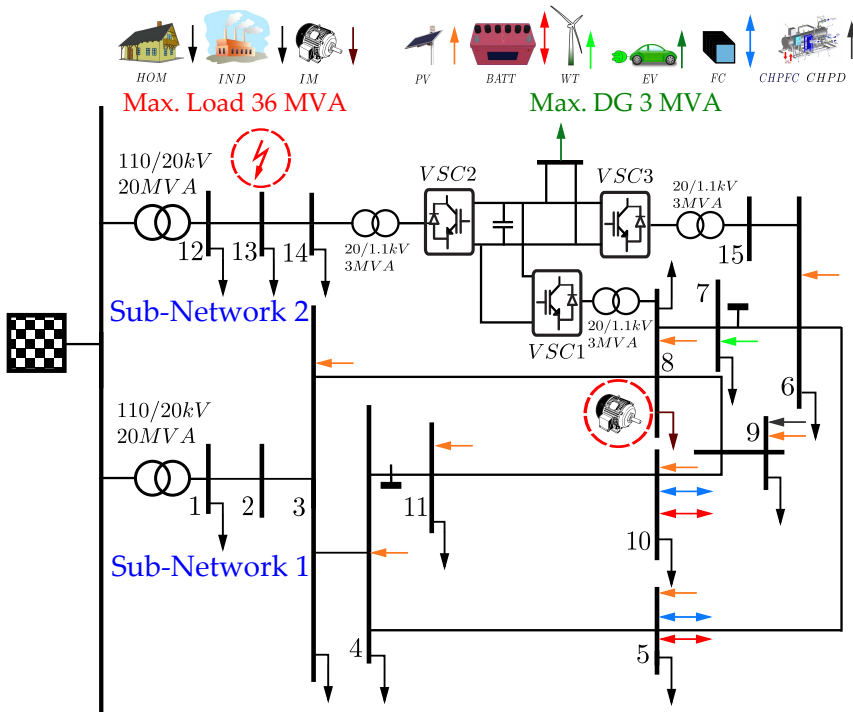 HOM
IND
IM
PV
BATT
WT
EV
FC
CHPFC CHPD
Max. Load 36 MVA
Max. DG 3 MVA
110/20kV
20MVA
12
13
14
20/1.1kV
3MVA
VSC2
VSC3
20/1.1kV
3MVA
15
VSC1
20/1.1kV
3MVA
Sub-Network 2
8
7
6
9
110/20kV
20MVA
1
2
3
11
10
Sub-Network 1
4
5